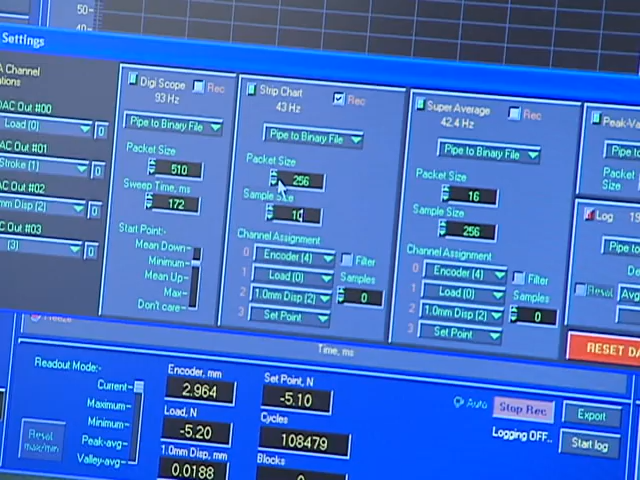 50-
Settings
A Channel
DAC Out #00
Load [0]
0
AC Out #01
Stroke [1]
0
AC Out #02
mm Disp [2]
0
C Out #03
[3]
0
Digi Scope
Rec
93 Hz
Pipe to Binary File
Packet Size
510
Sweep Time, ms
172
Start Point:-
Mean Down-
Minimum-
Mean Up-
Max-
Don't care-
Strip Chart
Rec
43 Hz
Pipe to Binary File
Packet Size
256
Sample Size
10
Channel Assignment
0 Encoder [4]
Filter
1 Load [0]
Samples
2 1.0mm Disp [2]
0
3 Set Point
Super Average
Rec
42.4 Hz
Pipe to Binary File
Packet Size
16
Sample Size
256
Channel Assignment
0 Encoder [4]
Filter
1 Load [0]
Samples
2 1.0mm Disp [2]
0
3 Set Point
Peak-Va
Pipe to
Packet
Size
Log
Pipe to
Avg
RESET DA
Time, ms
Readout Mode:-
Current-
Maximum-
Minimum-
Peak-avg-
Valley-avg-
Reset
max/min
Encoder, mm
2.964
Load, N
-5.20
1.0mm Disp, mm
0.0188
Set Point, N
-5.10
Cycles
108479
Blocks
Auto
Stop Rec
Export
Logging OFF..
Start log